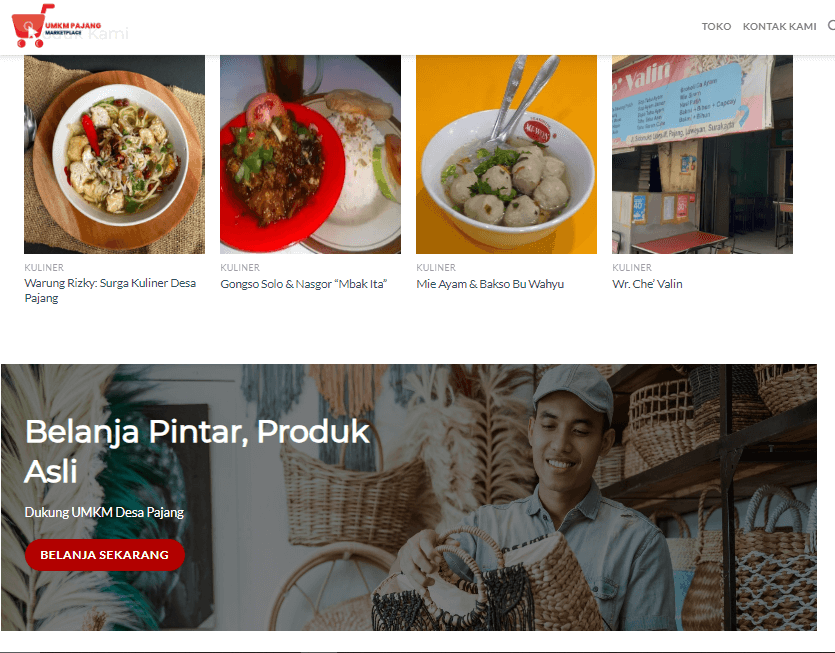 UMKM PAJANG
MARKETPLACE
Kami
TOKO
KONTAK KAMI
KULINER
Warung Rizky: Surga Kuliner Desa
Pajang
KULINER
Gongso Solo & Nasgor “Mbak Ita”
KULINER
Mie Ayam & Bakso Bu Wahyu
Valin
KULINER
Wr. Che’ Valin
Belanja Pintar, Produk
Asli
Dukung UMKM Desa Pajang
BELANJA SEKARANG